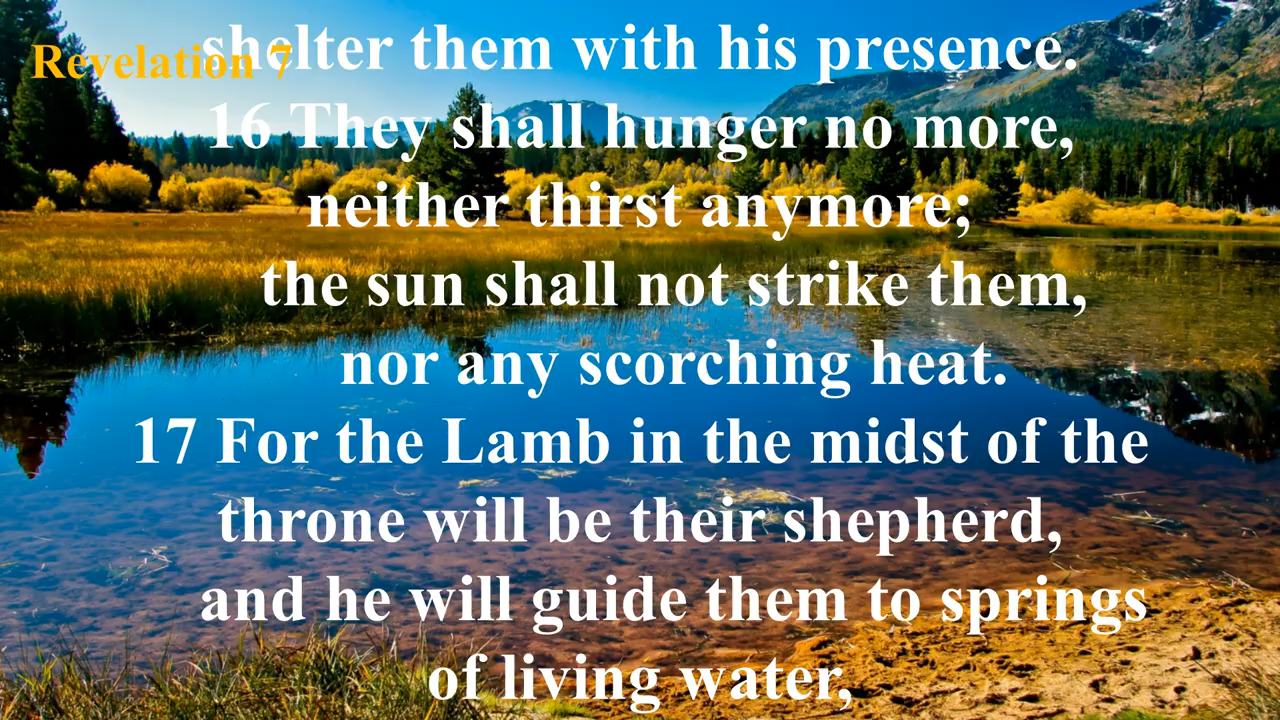 Revelation 7
shelter them with his presence.
16 They shall hunger no more,
neither thirst anymore;
the sun shall not strike them,
nor any scorching heat.
17 For the Lamb in the midst of the
throne will be their shepherd,
and he will guide them to springs
of living water,